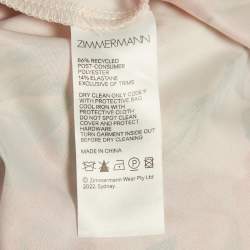 ZIMMERMANN
86% RECYCLED
POST-CONSUMER
POLYESTER
14% ELASTANE
EXCLUSIVE OF TRIMS
DRY CLEAN ONLY CODE P
WITH PROTECTIVE BAG
COOL IRON WITH
PROTECTIVE CLOTH
DO NOT SPOT CLEAN
COVER AND PROTECT
HARDWARE
TURN GARMENT INSIDE OUT
BEFORE DRY CLEANING
MADE IN CHINA
© Zimmermann Wear Pty Ltd
2022, Sydney.